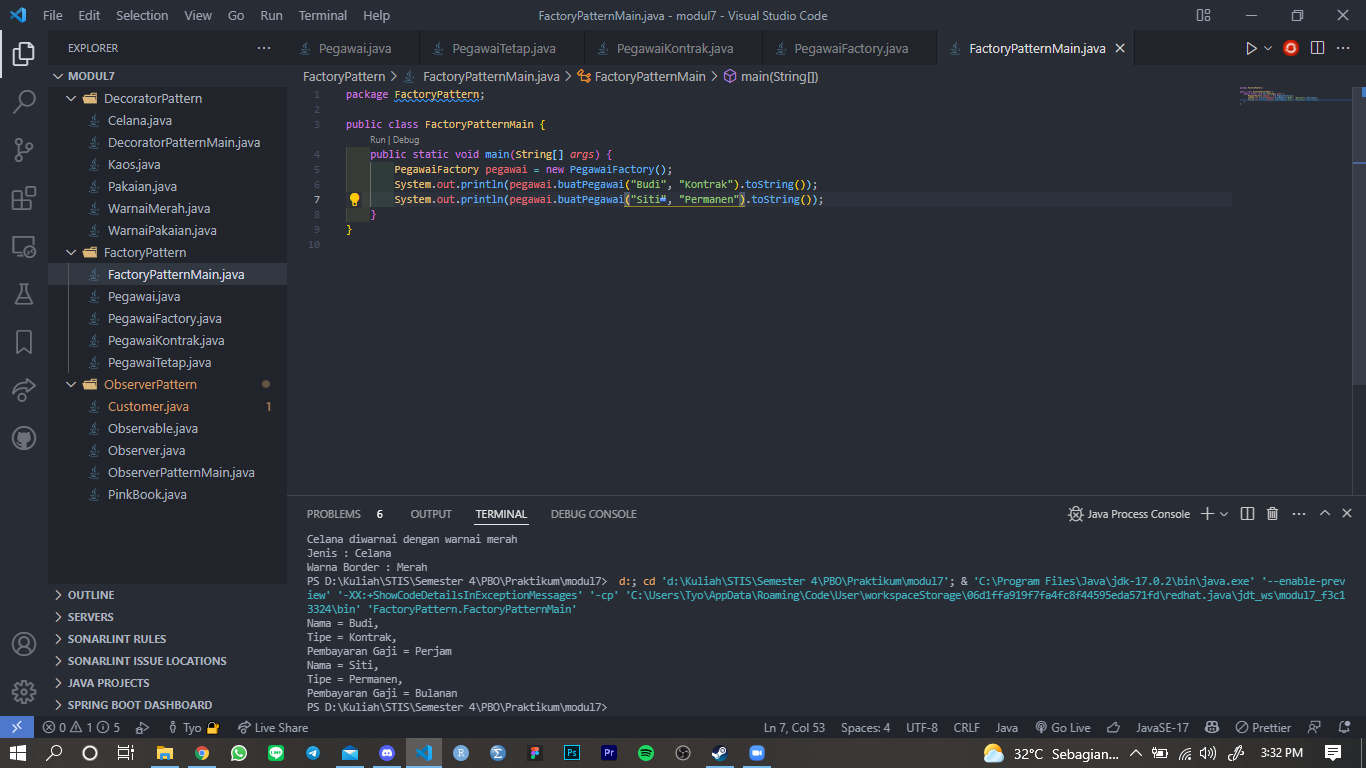 File Edit Selection View Go Run Terminal Help
FactoryPatternMain.java - modul7 - Visual Studio Code
EXPLORER
Pegawai.java
PegawaiTetap.java
PegawaiKontrak.java
PegawaiFactory.java
FactoryPatternMain.java
MODUL7
FactoryPattern > FactoryPatternMain.java > FactoryPatternMain > main(String[])
DecoratorPattern
Celana.java
DecoratorPatternMain.java
Kaos.java
Pakaian.java
WarnaiMerah.java
WarnaiPakaian.java
FactoryPattern
FactoryPatternMain.java
Pegawai.java
PegawaiFactory.java
PegawaiKontrak.java
PegawaiTetap.java
ObserverPattern
Customer.java 1
Observable.java
Observer.java
ObserverPatternMain.java
PinkBook.java
OUTLINE
SERVERS
SONARLINT RULES
SONARLINT ISSUE LOCATIONS
JAVA PROJECTS
SPRING BOOT DASHBOARD
1 package FactoryPattern;
2
3 public class FactoryPatternMain {
Run | Debug
4 public static void main(String[] args) {
5 PegawaiFactory pegawai = new PegawaiFactory();
6 System.out.println(pegawai.buatPegawai("Budi", "Kontrak").toString());
7 System.out.println(pegawai.buatPegawai("Siti", "Permanen").toString());
8 }
9 }
10
PROBLEMS 6 OUTPUT TERMINAL DEBUG CONSOLE
Java Process Console
Celana diwarnai dengan warnai merah
Jenis : Celana
Warna Border : Merah
PS D:\Kuliah\STIS\Semester 4\PBO\Praktikum\modul7> d:; cd 'd:\Kuliah\STIS\Semester 4\PBO\Praktikum\modul7'; & 'C:\Program Files\Java\jdk-17.0.2\bin\java.exe' '--enable-prev
iew' '-XX:+ShowCodeDetailsInExceptionMessages' '-cp' 'C:\Users\Tyo\AppData\Roaming\Code\User\workspaceStorage\06d1ffa919f7fa4fc8f44595eda571fd\redhat.java\jdt_ws\modul7_f3c1
3324\bin' 'FactoryPattern.FactoryPatternMain'
Nama = Budi,
Tipe = Kontrak,
Pembayaran Gaji = Perjam
Nama = Siti,
Tipe = Permanen,
Pembayaran Gaji = Bulanan
PS D:\Kuliah\STIS\Semester 4\PBO\Praktikum\modul7>
0 1 5 Tyo Live Share
Ln 7, Col 53 Spaces: 4 UTF-8 CRLF Java Go Live JavaSE-17 Prettier
R Σ Ps Pr
32°C Sebagian... 3:32 PM